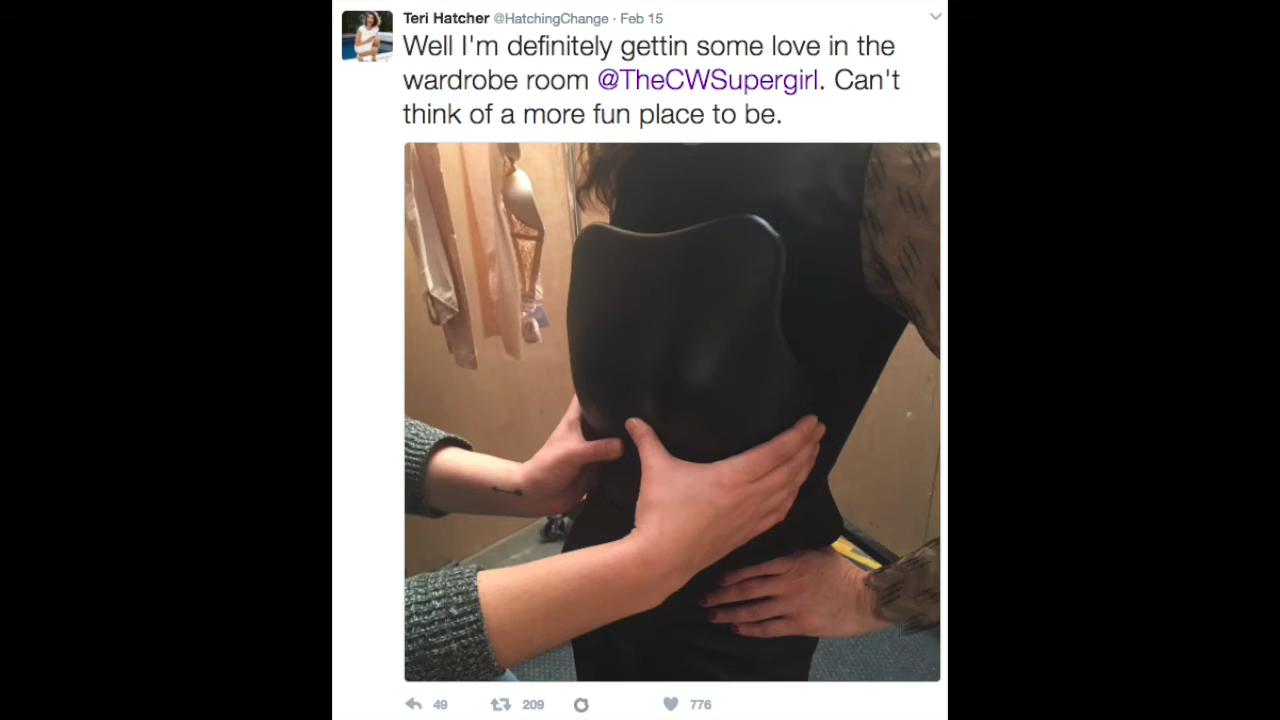 Teri Hatcher @HatchingChange · Feb 15
Well I'm definitely gettin some love in the
wardrobe room @TheCWSupergirl. Can't
think of a more fun place to be.
49 209 776